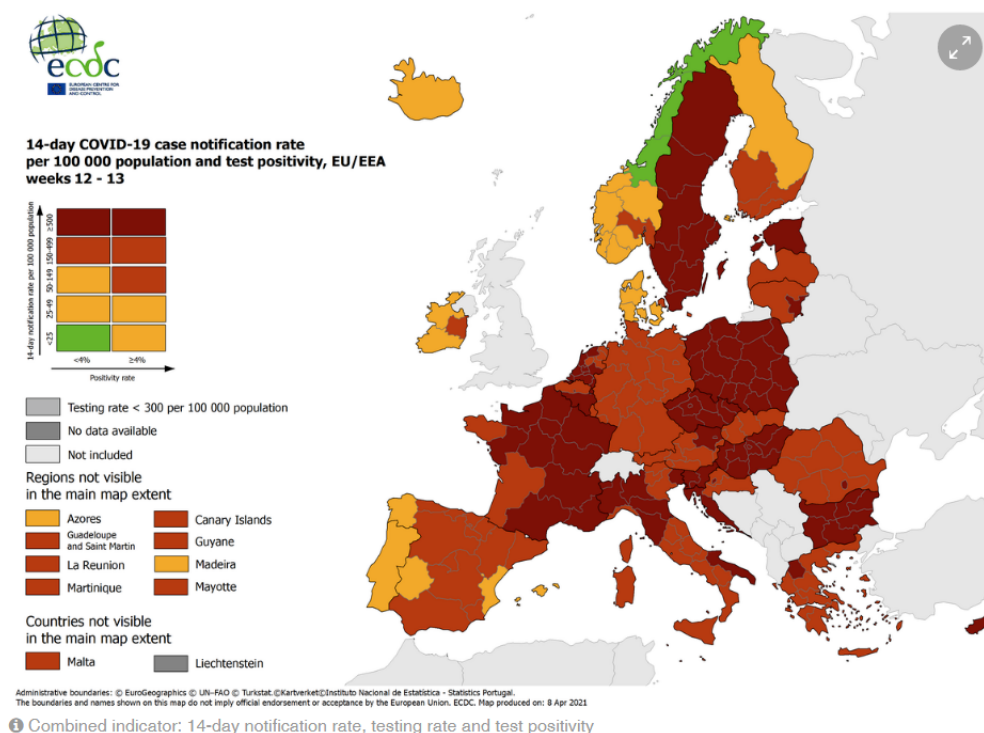 ecdc
EUROPEAN CENTRE FOR
DISEASE PREVENTION
AND CONTROL
14-day COVID-19 case notification rate
per 100 000 population and test positivity, EU/EEA
weeks 12 - 13
14-day notification rate per 100 000 population
≥500
150-499
50-149
25-49
<25
<4%
≥4%
Positivity rate
Testing rate < 300 per 100 000 population
No data available
Not included
Regions not visible
in the main map extent
Azores
Canary Islands
Guadeloupe
and Saint Martin
Guyane
La Reunion
Madeira
Martinique
Mayotte
Countries not visible
in the main map extent
Malta
Liechtenstein
Administrative boundaries: © EuroGeographics © UN–FAO © Turkstat.©Kartverket©Instituto Nacional de Estatística - Statistics Portugal.
The boundaries and names shown on this map do not imply official endorsement or acceptance by the European Union. ECDC. Map produced on: 8 Apr 2021
Combined indicator: 14-day notification rate, testing rate and test positivity